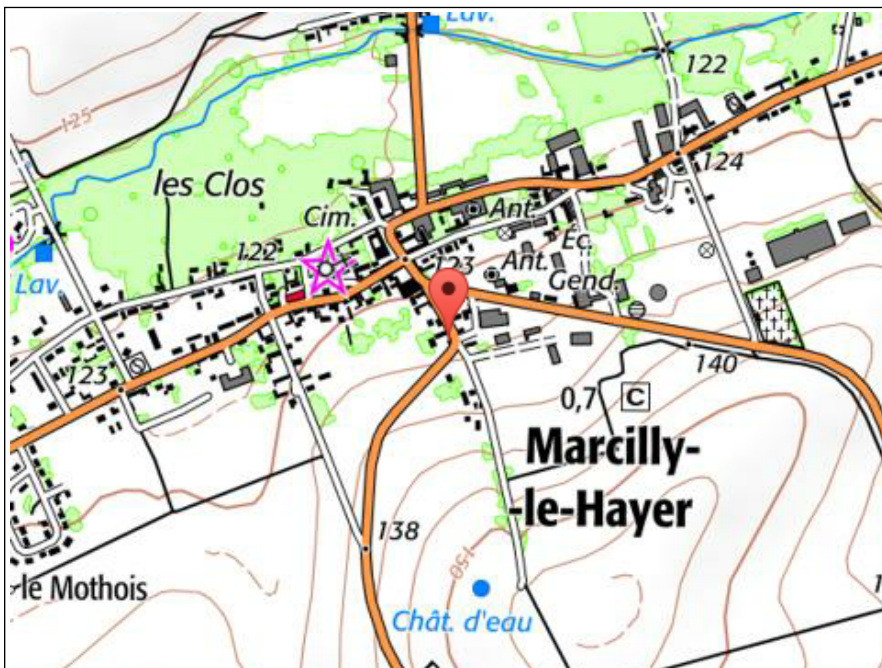 Lav.
122
125
124
les Clos
Cim.
Ant.
122
123
Éc.
Ant.
Lav.
Gend.
140
123
0,7 C
Marcilly-
-le-Hayer
138
150
le Mothois
Chât. d'eau
1